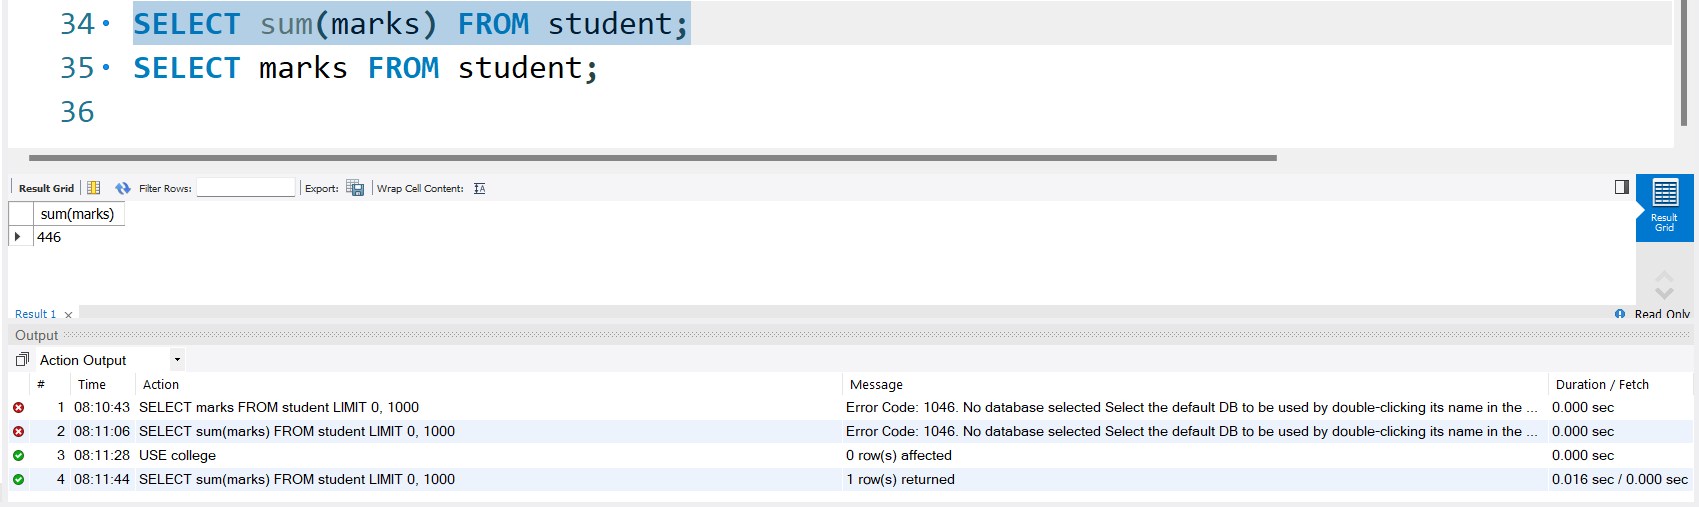 34 SELECT sum(marks) FROM student;
35 SELECT marks FROM student;
36
Result Grid Filter Rows: Export: Wrap Cell Content:
Result Grid
sum(marks)
446
Result 1 Read Only
Output
Action Output
# Time Action Message Duration / Fetch
1 08:10:43 SELECT marks FROM student LIMIT 0, 1000 Error Code: 1046. No database selected Select the default DB to be used by double-clicking its name in the ... 0.000 sec
2 08:11:06 SELECT sum(marks) FROM student LIMIT 0, 1000 Error Code: 1046. No database selected Select the default DB to be used by double-clicking its name in the ... 0.000 sec
3 08:11:28 USE college 0 row(s) affected 0.000 sec
4 08:11:44 SELECT sum(marks) FROM student LIMIT 0, 1000 1 row(s) returned 0.016 sec / 0.000 sec